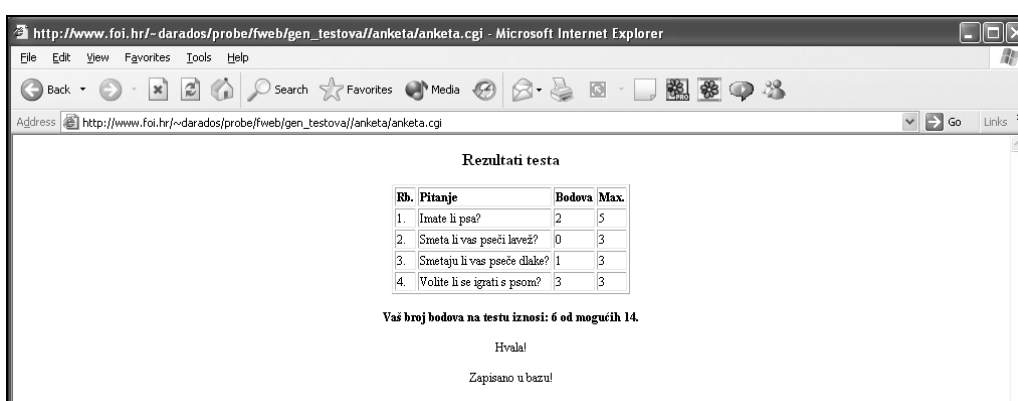 http://www.foi.hr/~darados/probe/fweb/gen_testova//anketa/anketa.cgi - Microsoft Internet Explorer
File Edit View Favorites Tools Help
Back Search Favorites Media
Address http://www.foi.hr/~darados/probe/fweb/gen_testova//anketa/anketa.cgi Go Links
Rezultati testa
Rb. Pitanje Bodova Max.
1. Imate li psa? 2 5
2. Smeta li vas pseći lavež? 0 3
3. Smetaju li vas pseče dlake? 1 3
4. Volite li se igrati s psom? 3 3
Vaš broj bodova na testu iznosi: 6 od mogućih 14.
Hvala!
Zapisano u bazu!